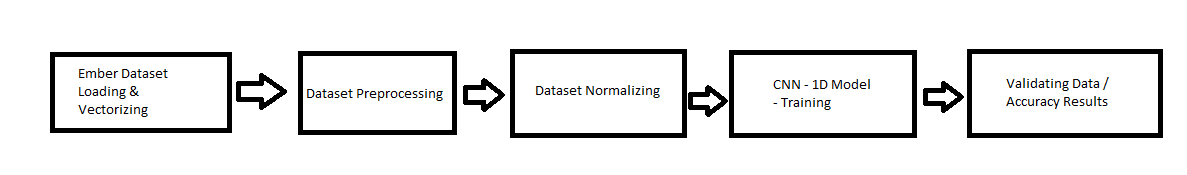 Ember Dataset
Loading &
Vectorizing
Dataset Preprocessing
Dataset Normalizing
CNN - 1D Model
- Training
Validating Data /
Accuracy Results